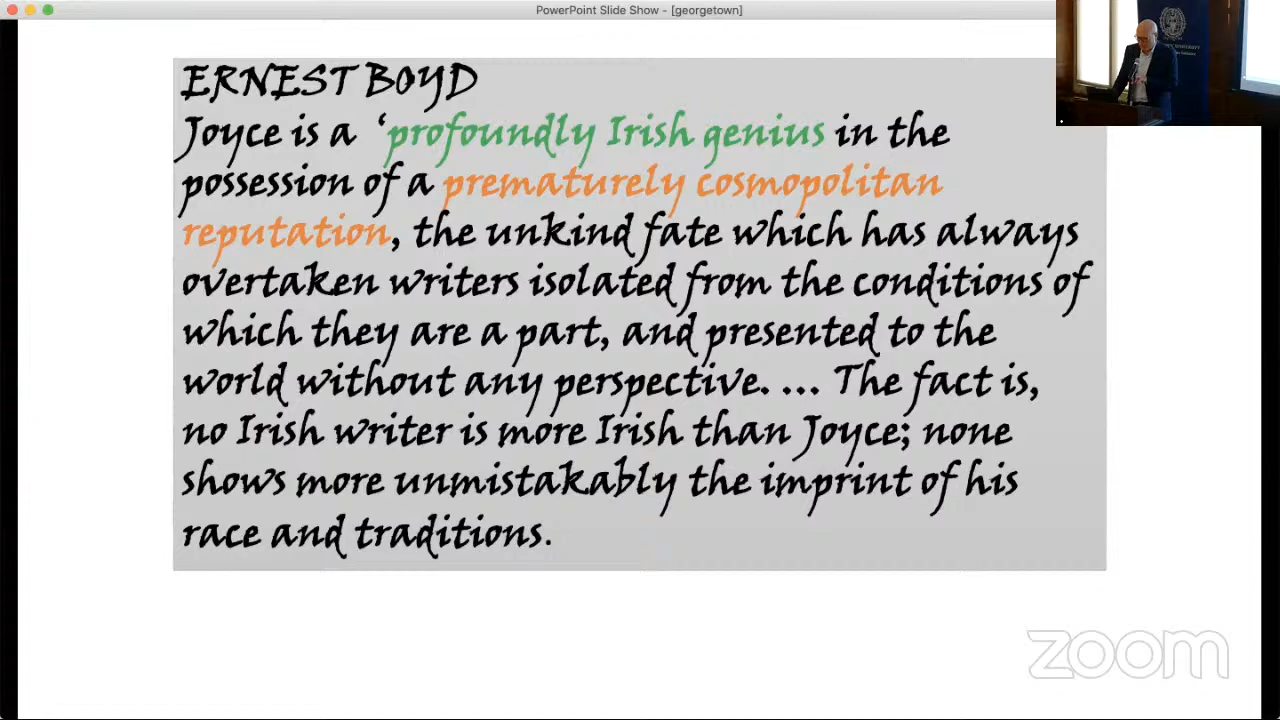 PowerPoint Slide Show - [georgetown]
ERNEST BOYD
Joyce is a ‘profoundly Irish genius in the
possession of a prematurely cosmopolitan
reputation, the unkind fate which has always
overtaken writers isolated from the conditions of
which they are a part, and presented to the
world without any perspective. … The fact is,
no Irish writer is more Irish than Joyce; none
shows more unmistakably the imprint of his
race and traditions.
zoom